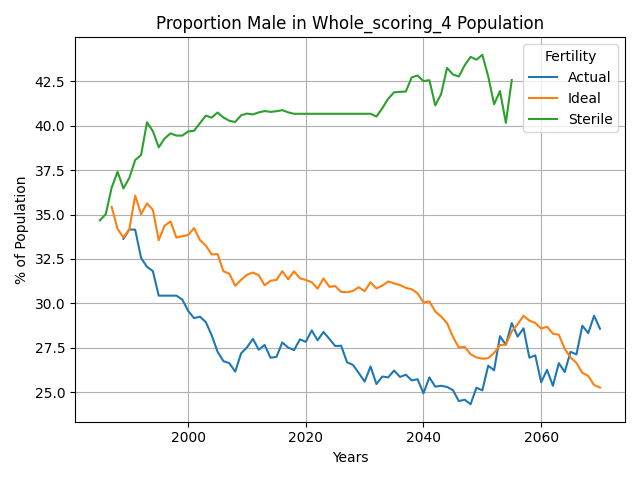 Proportion Male in Whole_scoring_4 Population
Fertility
Actual
Ideal
Sterile
42.5
40.0
37.5
35.0
32.5
30.0
27.5
25.0
% of Population
2000
2020
2040
2060
Years